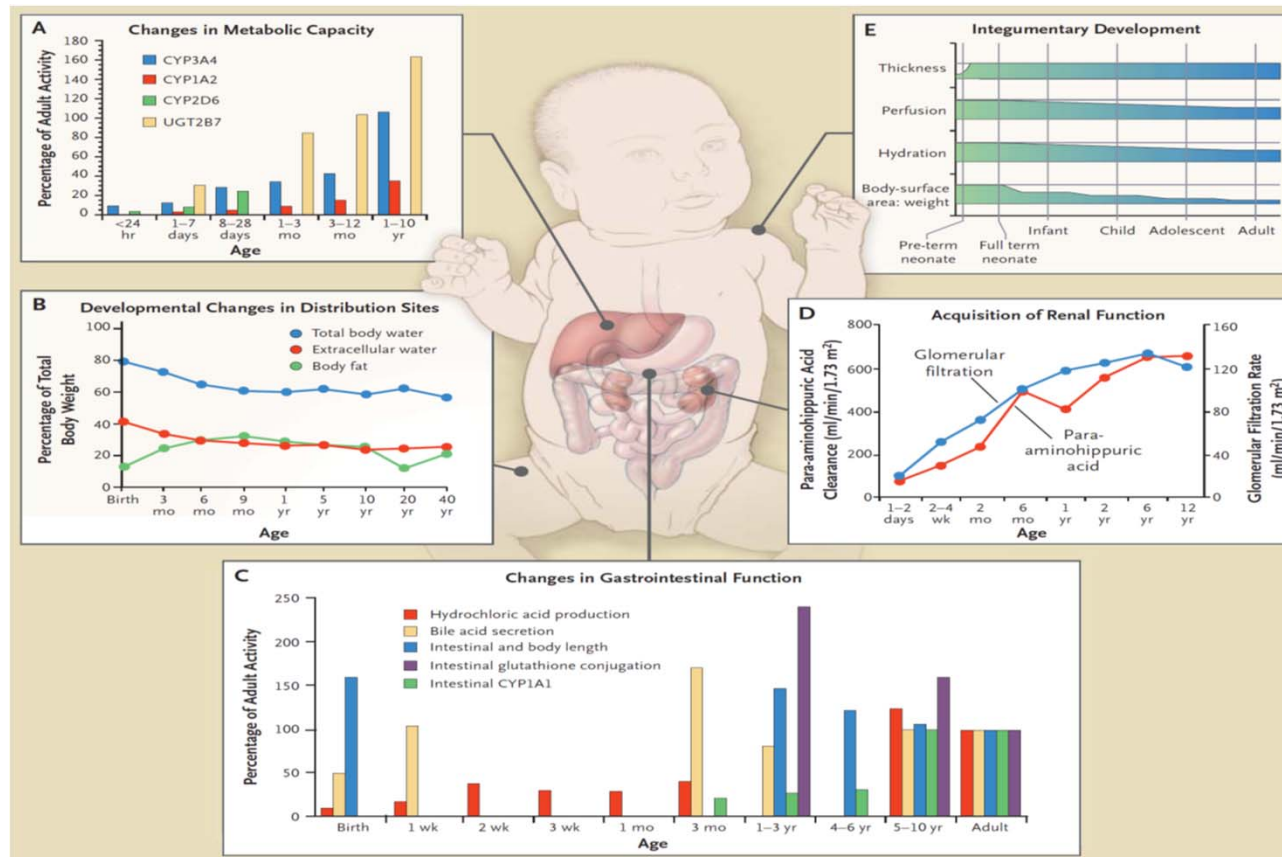 A
Changes in Metabolic Capacity
Percentage of Adult Activity
180
160
140
120
100
80
60
40
20
0
CYP3A4
CYP1A2
CYP2D6
UGT2B7
<24 hr
1–7 days
8–28 days
1–3 mo
3–12 mo
1–10 yr
Age
E
Integumentary Development
Thickness
Perfusion
Hydration
Body-surface
area: weight
Infant
Child
Adolescent
Adult
Pre-term
neonate
Full term
neonate
B
Developmental Changes in Distribution Sites
Percentage of Total
Body Weight
100
80
60
40
20
0
Total body water
Extracellular water
Body fat
Birth
3 mo
6 mo
9 mo
1 yr
5 yr
10 yr
20 yr
40 yr
Age
D
Acquisition of Renal Function
Para-aminohippuric Acid
Clearance (ml/min/1.73 m²)
800
600
400
200
0
Glomerular
filtration
Para-
aminohippuric
acid
160
120
80
40
0
Glomerular Filtration Rate
(ml/min/1.73 m²)
1–2 days
2–4 wk
2 mo
6 mo
1 yr
2 yr
6 yr
12 yr
Age
C
Changes in Gastrointestinal Function
Percentage of Adult Activity
250
200
150
100
50
0
Hydrochloric acid production
Bile acid secretion
Intestinal and body length
Intestinal glutathione conjugation
Intestinal CYP1A1
Birth
1 wk
2 wk
3 wk
1 mo
3 mo
1–3 yr
4–6 yr
5–10 yr
Adult
Age